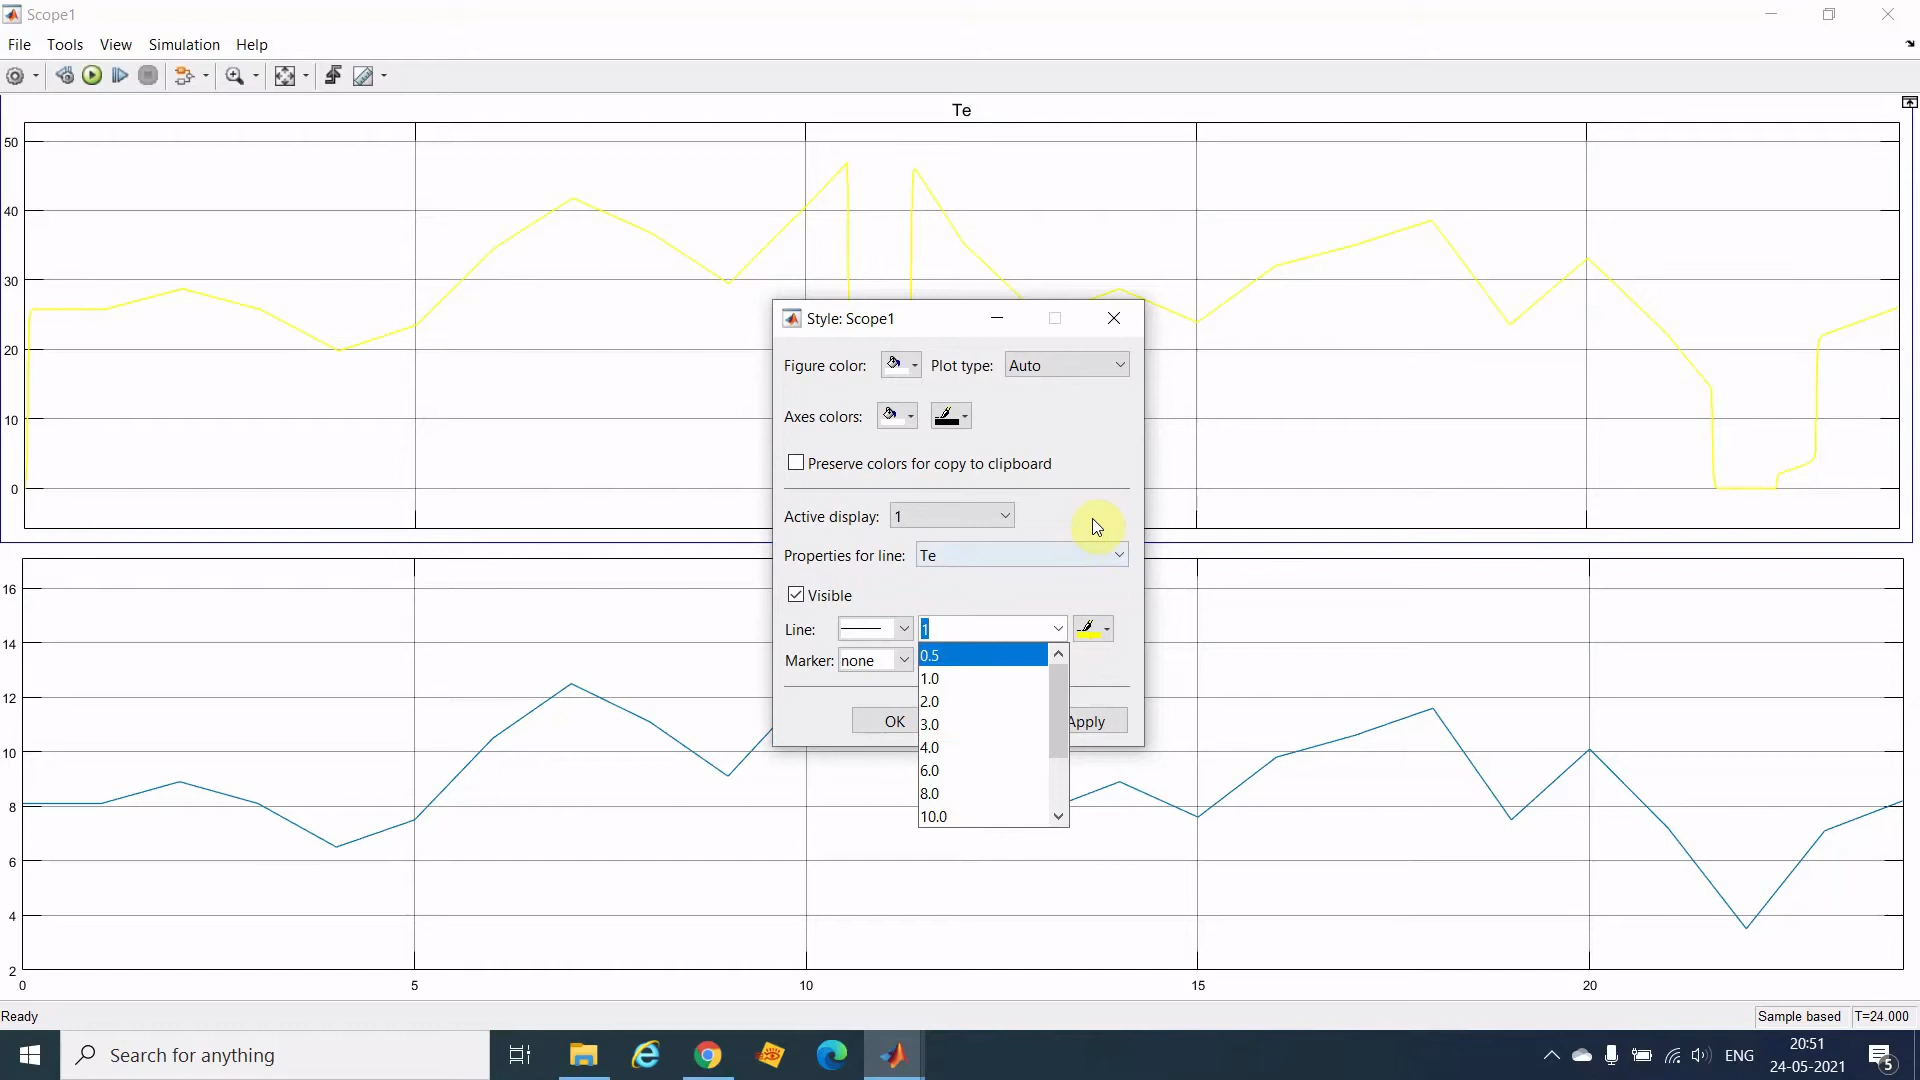 Scope1
File Tools View Simulation Help
Te
50
40
30
20
10
0
Style: Scope1
Figure color: Plot type: Auto
Axes colors:
Preserve colors for copy to clipboard
Active display: 1
Properties for line: Te
Visible
Line: 1
Marker: none
0.5
1.0
2.0
3.0
4.0
6.0
8.0
10.0
OK Apply
16
14
12
10
8
6
4
2
0 5 10 15 20
Ready Sample based T=24.000
Search for anything
ENG
20:51
24-05-2021
5